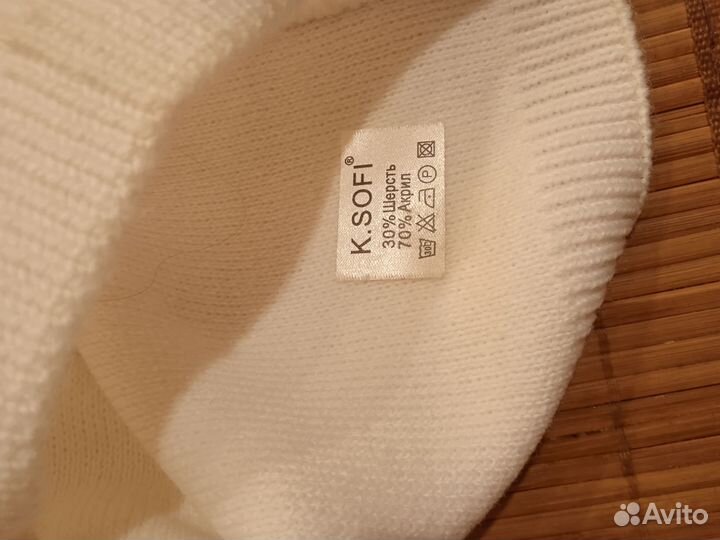 K.SOFI®
30% Шерсть
70% Акрил
30°
P
Avito